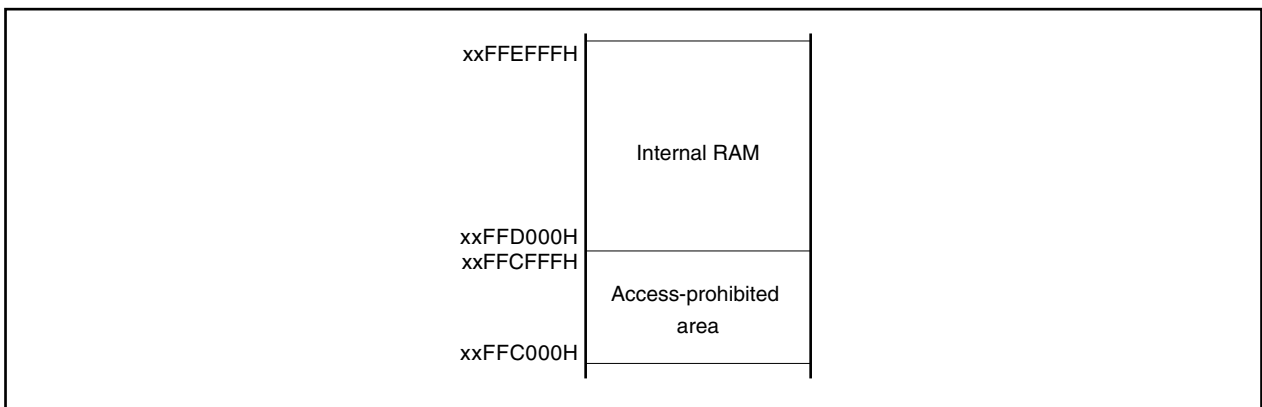 xxFFEFFFH
Internal RAM
xxFFD000H
xxFFCFFFH
Access-prohibited
area
xxFFC000H